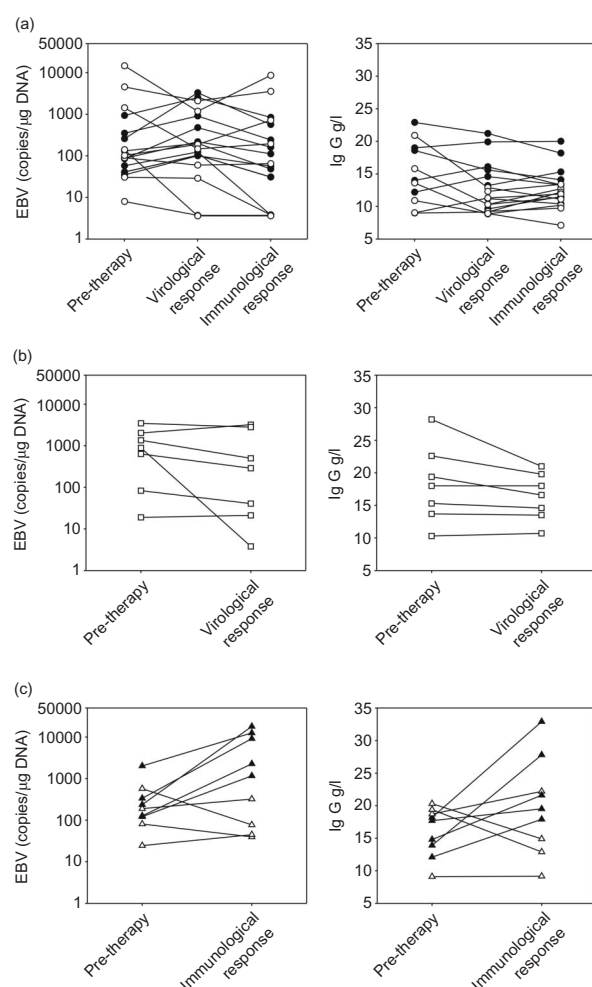 (a)
50000
10000
1000
100
10
1
EBV (copies/μg DNA)
Pre-therapy
Virological
response
Immunological
response
35
30
25
20
15
10
5
Ig G g/l
Pre-therapy
Virological
response
Immunological
response
(b)
50000
10000
1000
100
10
1
EBV (copies/μg DNA)
Pre-therapy
Virological
response
35
30
25
20
15
10
5
Ig G g/l
Pre-therapy
Virological
response
(c)
50000
10000
1000
100
10
1
EBV (copies/μg DNA)
Pre-therapy
Immunological
response
35
30
25
20
15
10
5
Ig G g/l
Pre-therapy
Immunological
response